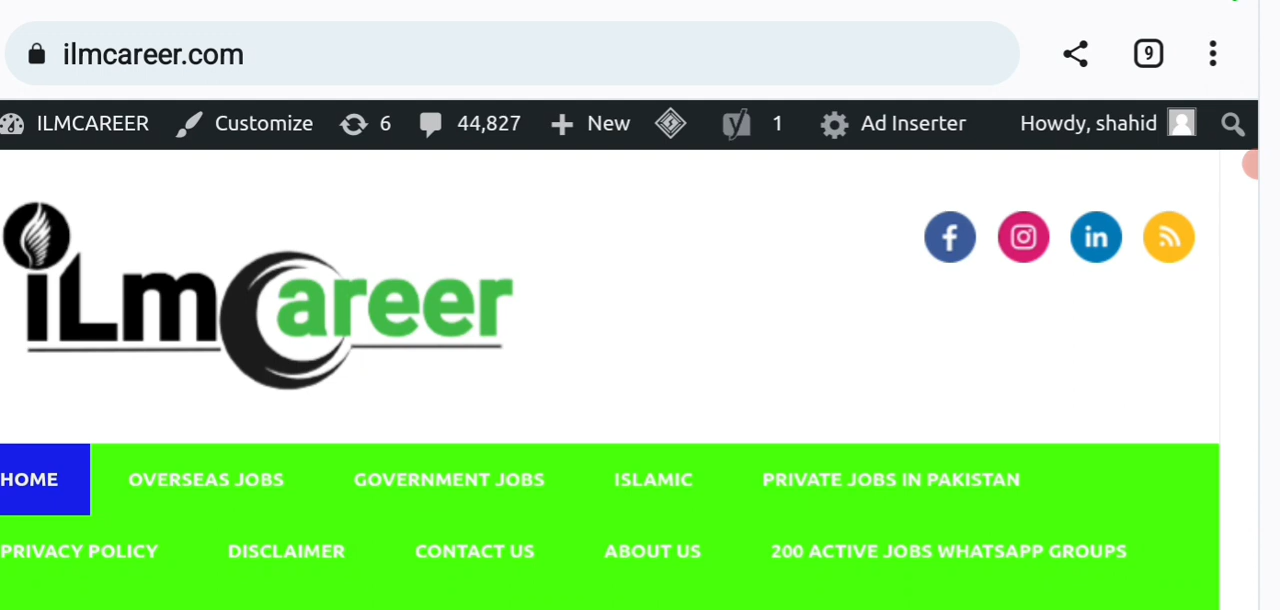 ilmcareer.com 9
ILMCAREER Customize 6 44,827 New 1 Ad Inserter Howdy, shahid
iLmCareer
HOME OVERSEAS JOBS GOVERNMENT JOBS ISLAMIC PRIVATE JOBS IN PAKISTAN
PRIVACY POLICY DISCLAIMER CONTACT US ABOUT US 200 ACTIVE JOBS WHATSAPP GROUPS